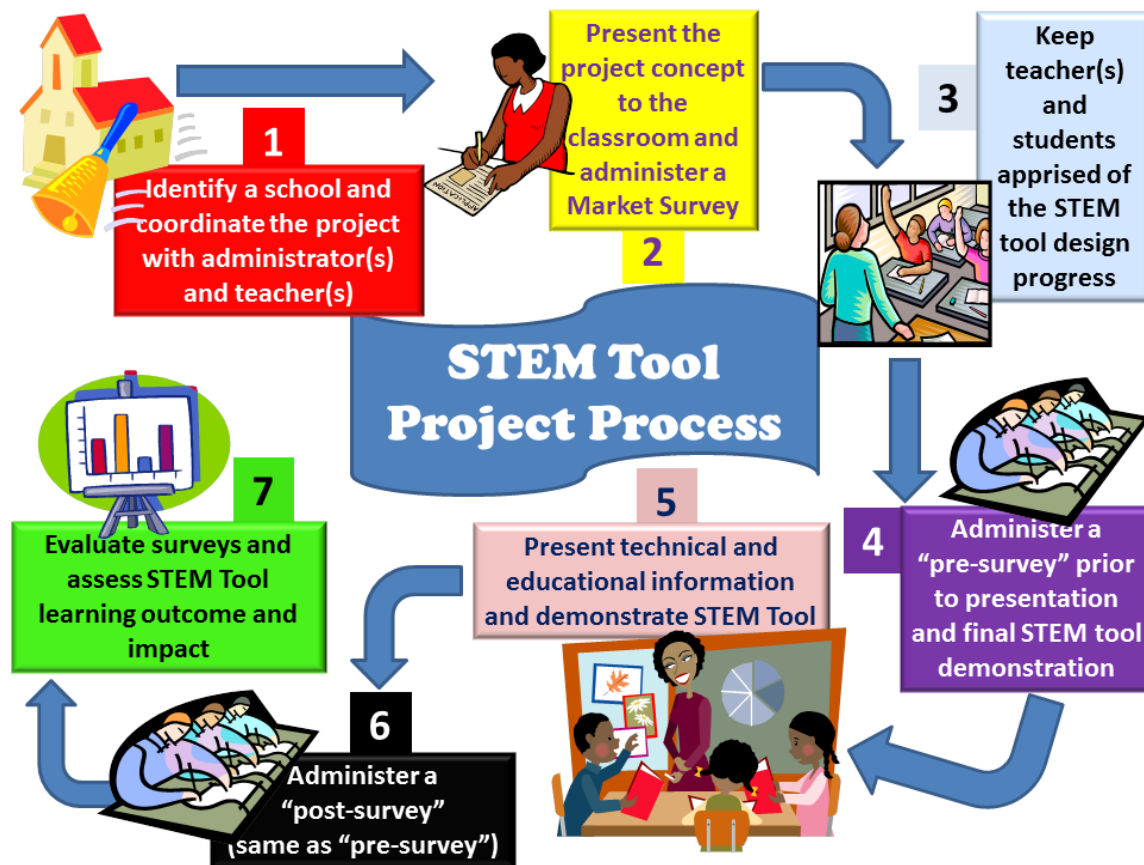 1
Identify a school and
coordinate the project
with administrator(s)
and teacher(s)
Present the
project concept
to the
classroom and
administer a
Market Survey
2
APPLICATION
3
Keep
teacher(s)
and
students
apprised of
the STEM
tool design
progress
STEM Tool
Project Process
4
Administer a
“pre-survey” prior
to presentation
and final STEM tool
demonstration
5
Present technical and
educational information
and demonstrate STEM Tool
6
Administer a
“post-survey”
(same as “pre-survey”)
7
Evaluate surveys and
assess STEM Tool
learning outcome and
impact